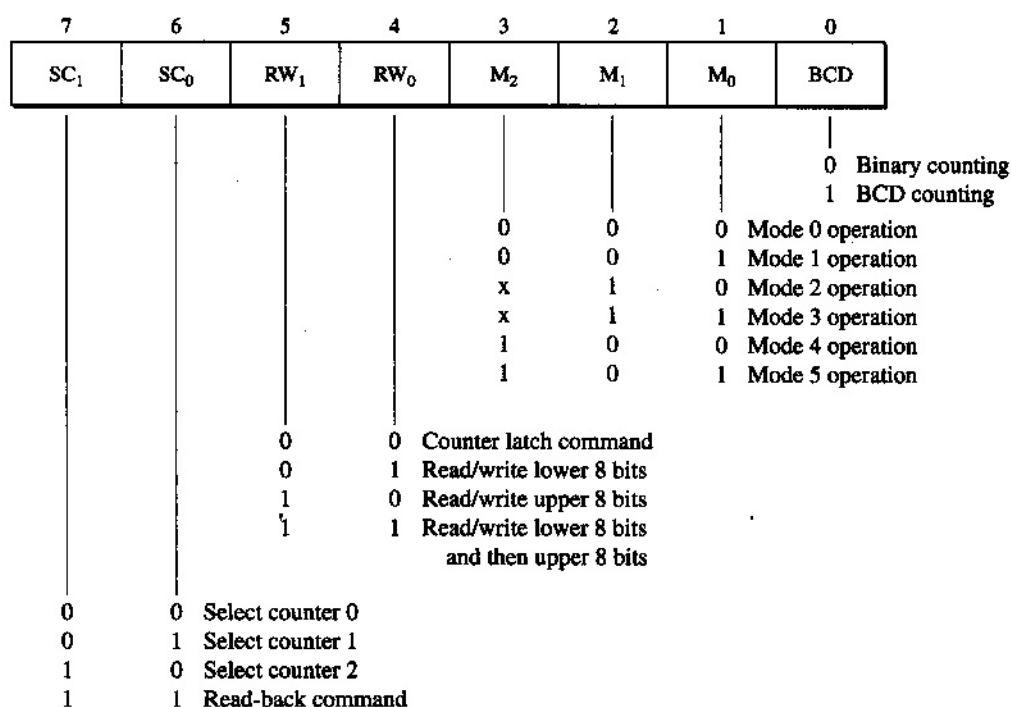 7 6 5 4 3 2 1 0
SC1 SC0 RW1 RW0 M2 M1 M0 BCD
0 Binary counting
1 BCD counting
0 0 0 Mode 0 operation
0 0 1 Mode 1 operation
x 1 0 Mode 2 operation
x 1 1 Mode 3 operation
1 0 0 Mode 4 operation
1 0 1 Mode 5 operation
0 0 Counter latch command
0 1 Read/write lower 8 bits
1 0 Read/write upper 8 bits
1 1 Read/write lower 8 bits
and then upper 8 bits
0 0 Select counter 0
0 1 Select counter 1
1 0 Select counter 2
1 1 Read-back command